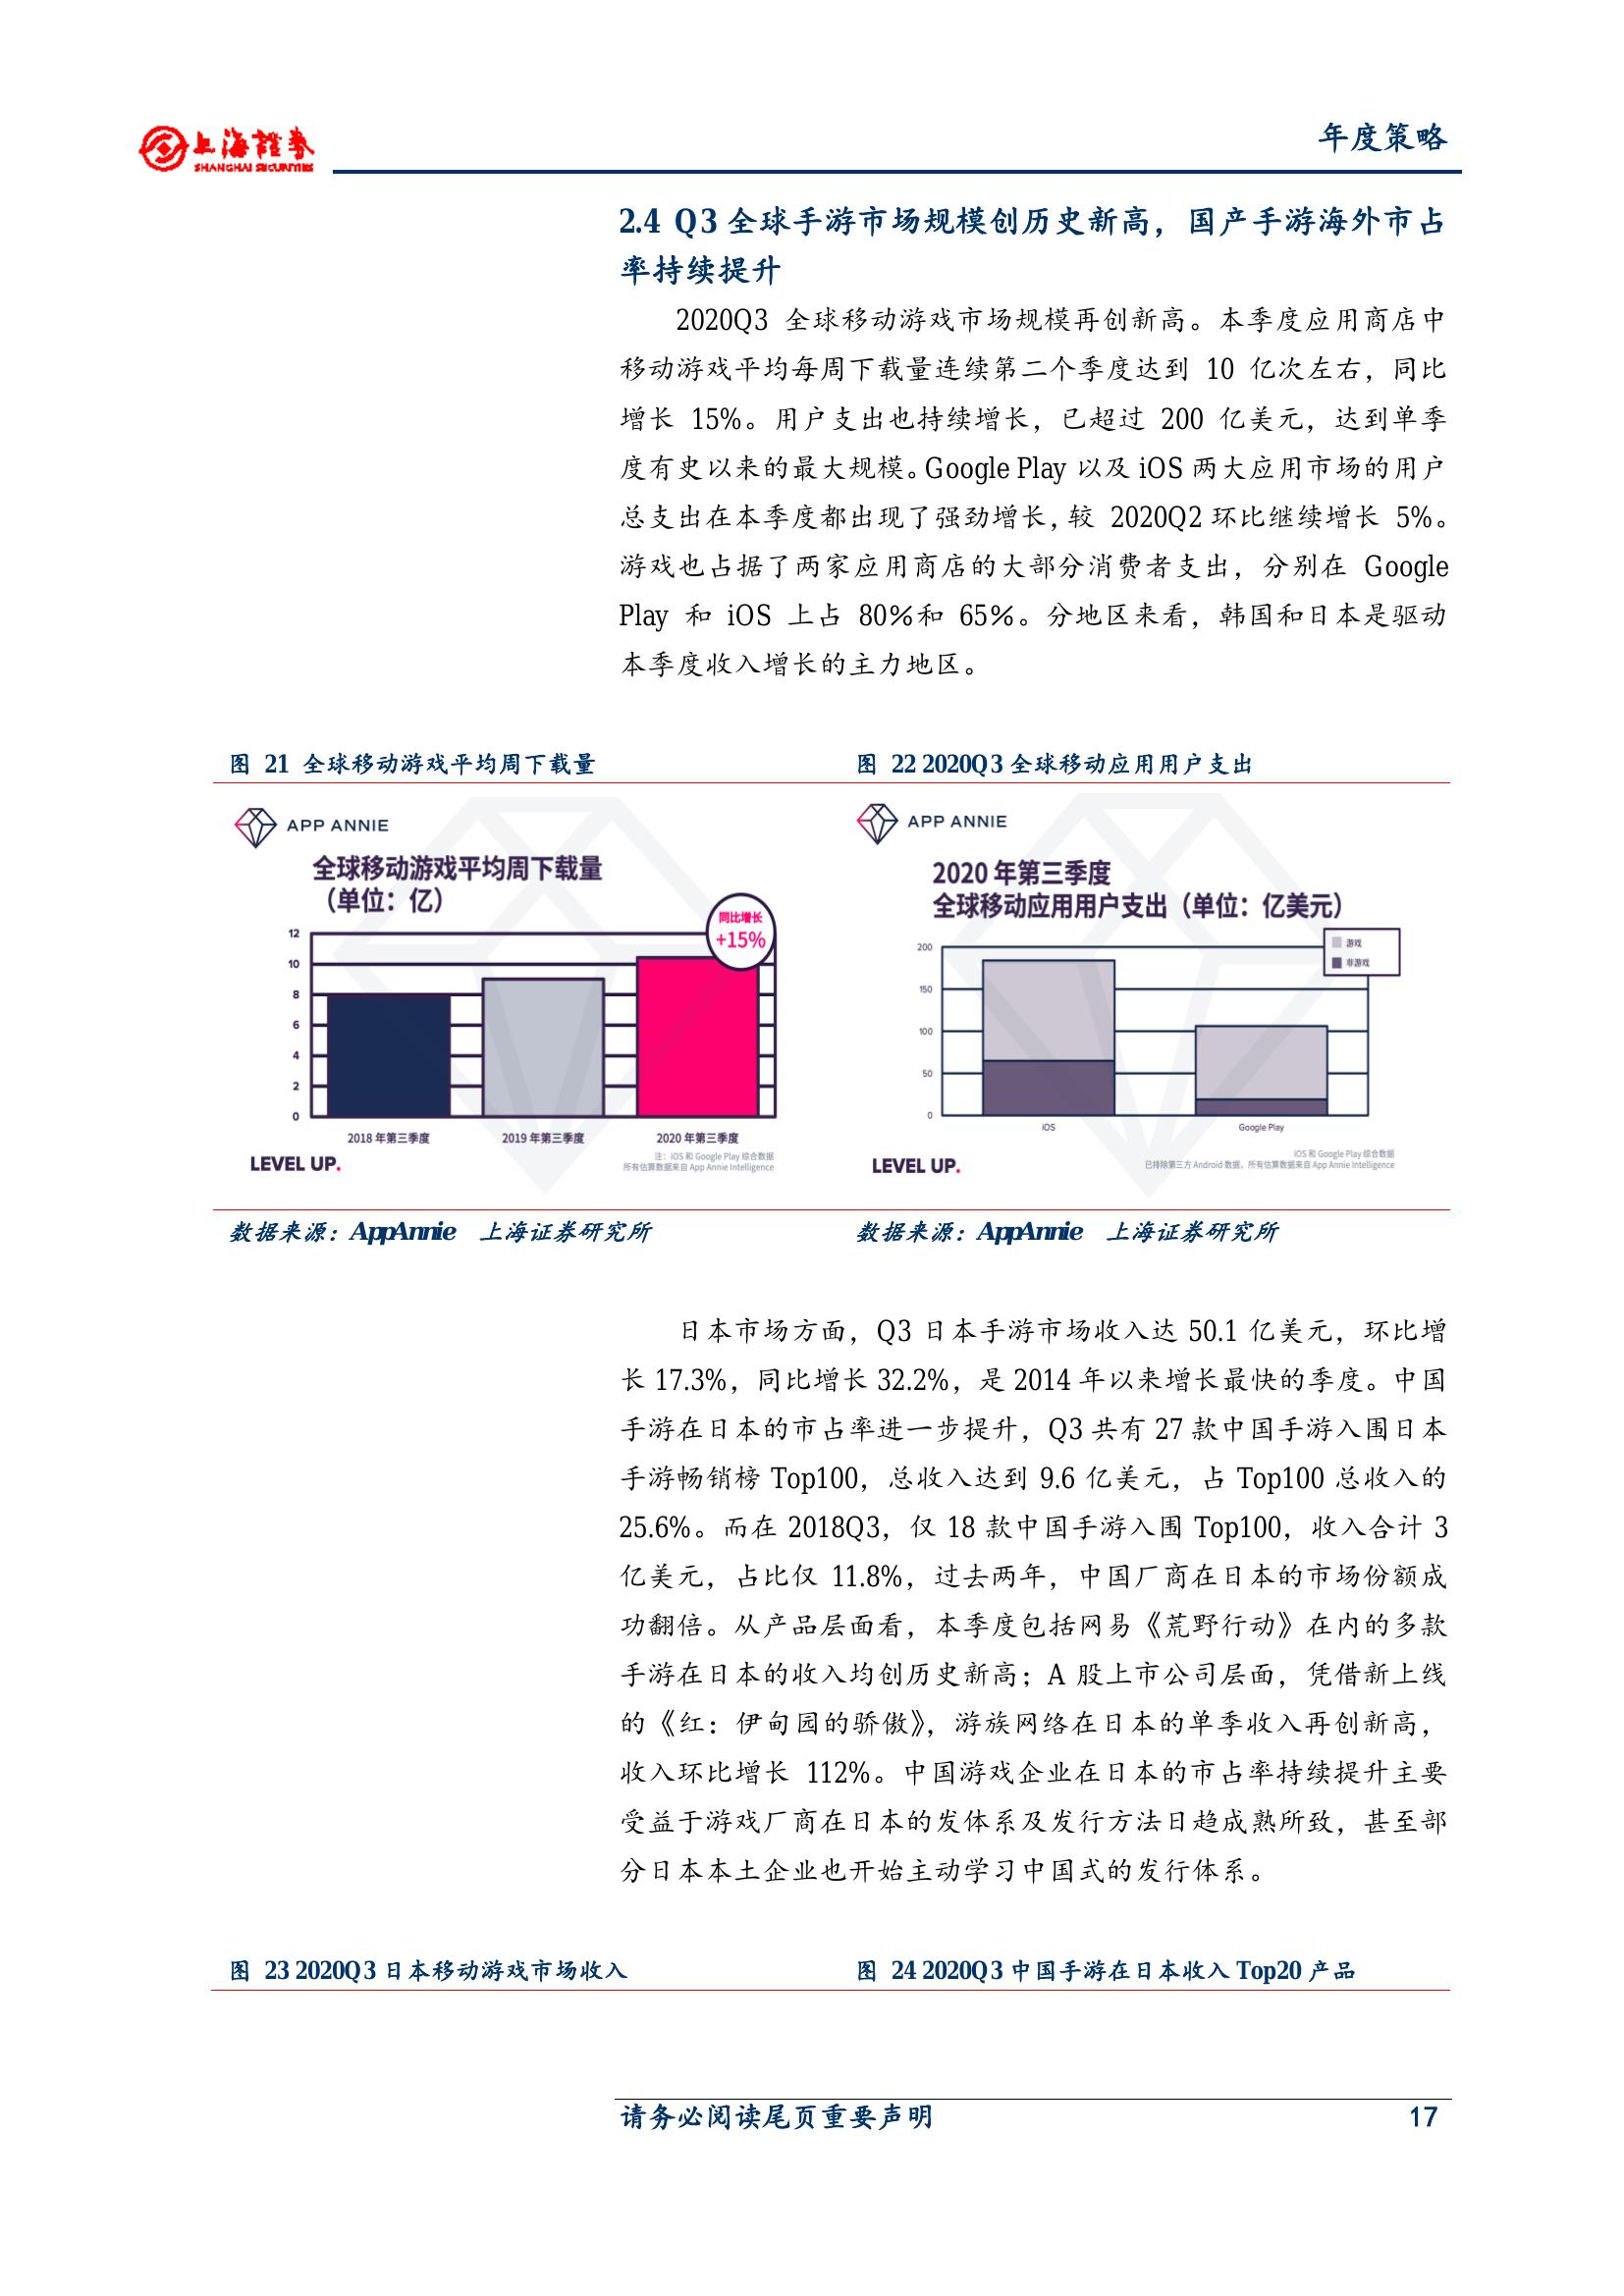 上海證券
SHANGHAI SECURITIES
年度策略
2.4 Q3 全球手游市场规模创历史新高，国产手游海外市占
率持续提升
2020Q3 全球移动游戏市场规模再创新高。本季度应用商店中
移动游戏平均每周下载量连续第二个季度达到 10 亿次左右，同比
增长 15%。用户支出也持续增长，已超过 200 亿美元，达到单季
度有史以来的最大规模。Google Play 以及 iOS 两大应用市场的用户
总支出在本季度都出现了强劲增长，较 2020Q2 环比继续增长 5%。
游戏也占据了两家应用商店的大部分消费者支出，分别在 Google
Play 和 iOS 上占 80%和 65%。分地区来看，韩国和日本是驱动
本季度收入增长的主力地区。
图 21 全球移动游戏平均周下载量
APP ANNIE
全球移动游戏平均周下载量
（单位：亿）
同比增长
+15%
12
10
8
6
4
2
0
2018 年第三季度 2019 年第三季度 2020 年第三季度
注：iOS 和 Google Play 综合数据
所有估算数据来自 App Annie Intelligence
LEVEL UP.
数据来源：AppAnnie 上海证券研究所
图 22 2020Q3 全球移动应用用户支出
APP ANNIE
2020 年第三季度
全球移动应用用户支出（单位：亿美元）
游戏
非游戏
200
150
100
50
0
iOS Google Play
iOS 和 Google Play 综合数据
已排除第三方 Android 数据，所有估算数据来自 App Annie Intelligence
LEVEL UP.
数据来源：AppAnnie 上海证券研究所
日本市场方面，Q3 日本手游市场收入达 50.1 亿美元，环比增
长 17.3%，同比增长 32.2%，是 2014 年以来增长最快的季度。中国
手游在日本的市占率进一步提升，Q3 共有 27 款中国手游入围日本
手游畅销榜 Top100，总收入达到 9.6 亿美元，占 Top100 总收入的
25.6%。而在 2018Q3，仅 18 款中国手游入围 Top100，收入合计 3
亿美元，占比仅 11.8%，过去两年，中国厂商在日本的市场份额成
功翻倍。从产品层面看，本季度包括网易《荒野行动》在内的多款
手游在日本的收入均创历史新高；A 股上市公司层面，凭借新上线
的《红：伊甸园的骄傲》，游族网络在日本的单季收入再创新高，
收入环比增长 112%。中国游戏企业在日本的市占率持续提升主要
受益于游戏厂商在日本的发体系及发行方法日趋成熟所致，甚至部
分日本本土企业也开始主动学习中国式的发行体系。
图 23 2020Q3 日本移动游戏市场收入
图 24 2020Q3 中国手游在日本收入 Top20 产品
请务必阅读尾页重要声明
17